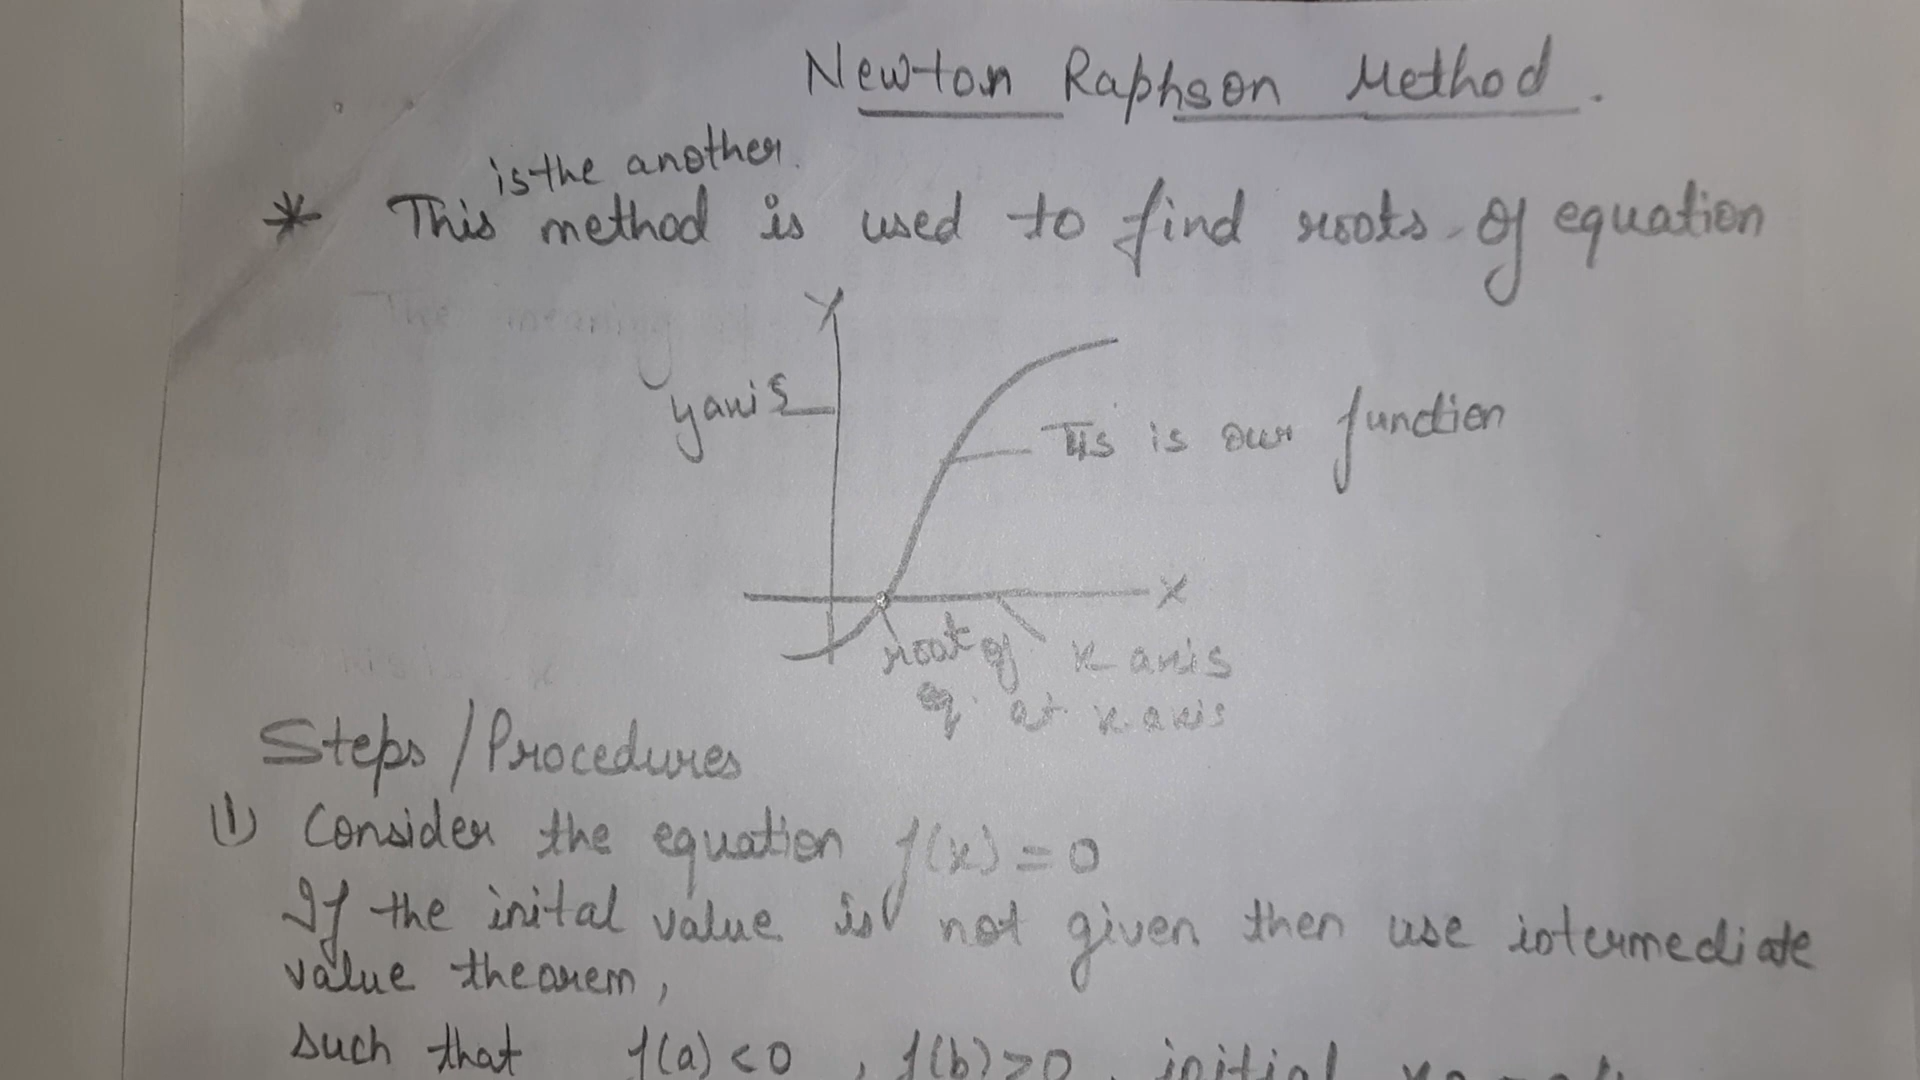 Newton Raphson Method.
is the another.
* This method is used to find roots of equation
Y
y axis
This is our function
X
root of
x axis
eq. at x-axis
Steps / Procedures
(1) Consider the equation f(x) = 0
If the inital value is not given then use intermediate
value theorem,
such that f(a) < 0 , f(b) > 0 , initial